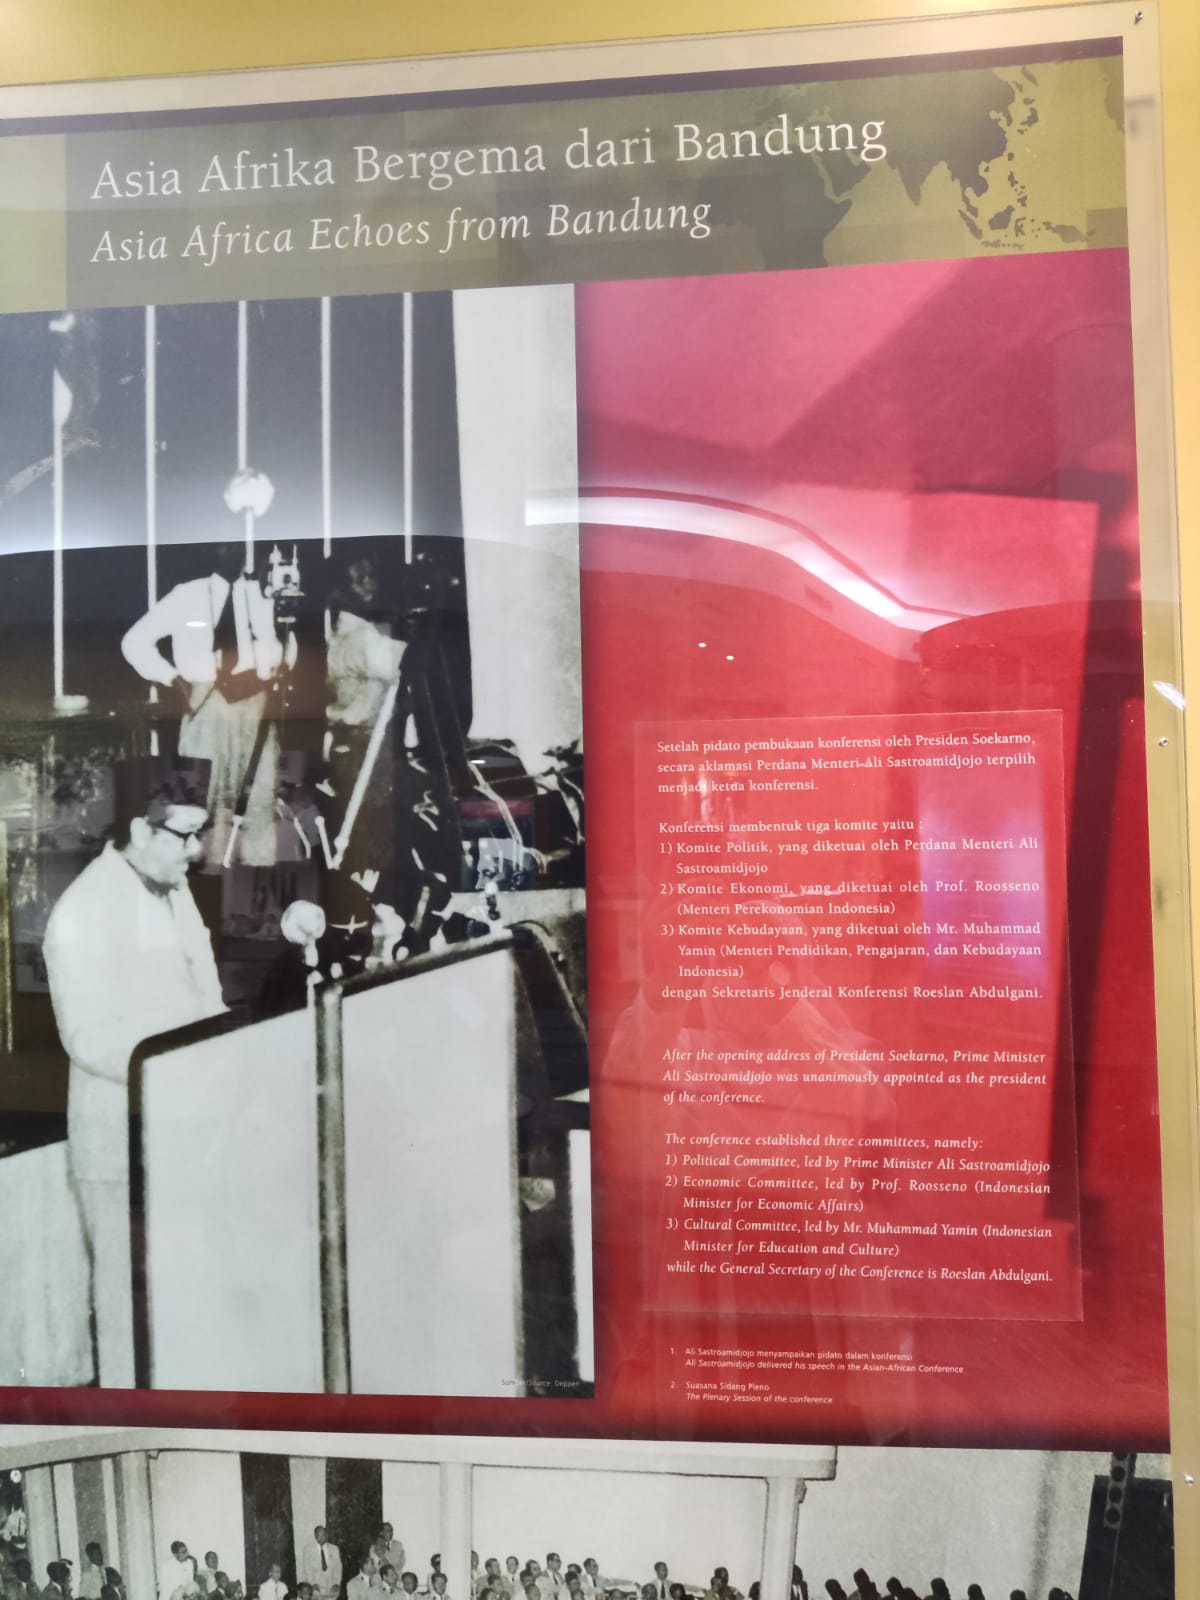 Asia Afrika Bergema dari Bandung
Asia Africa Echoes from Bandung
Setelah pidato pembukaan konferensi oleh Presiden Soekarno,
secara aklamasi Perdana Menteri Ali Sastroamidjojo terpilih
menjadi ketua konferensi.
Konferensi membentuk tiga komite yaitu :
1) Komite Politik, yang diketuai oleh Perdana Menteri Ali
Sastroamidjojo
2) Komite Ekonomi, yang diketuai oleh Prof. Roosseno
(Menteri Perekonomian Indonesia)
3) Komite Kebudayaan, yang diketuai oleh Mr. Muhammad
Yamin (Menteri Pendidikan, Pengajaran, dan Kebudayaan
Indonesia)
dengan Sekretaris Jenderal Konferensi Roeslan Abdulgani.
After the opening address of President Soekarno, Prime Minister
Ali Sastroamidjojo was unanimously appointed as the president
of the conference.
The conference established three committees, namely:
1) Political Committee, led by Prime Minister Ali Sastroamidjojo
2) Economic Committee, led by Prof. Roosseno (Indonesian
Minister for Economic Affairs)
3) Cultural Committee, led by Mr. Muhammad Yamin (Indonesian
Minister for Education and Culture)
while the General Secretary of the Conference is Roeslan Abdulgani.
1. Ali Sastroamidjojo menyampaikan pidato dalam konferensi
Ali Sastroamidjojo delivered his speech in the Asian-African Conference
2. Suasana Sidang Pleno
The Plenary Session of the conference
1
Source: Deppen